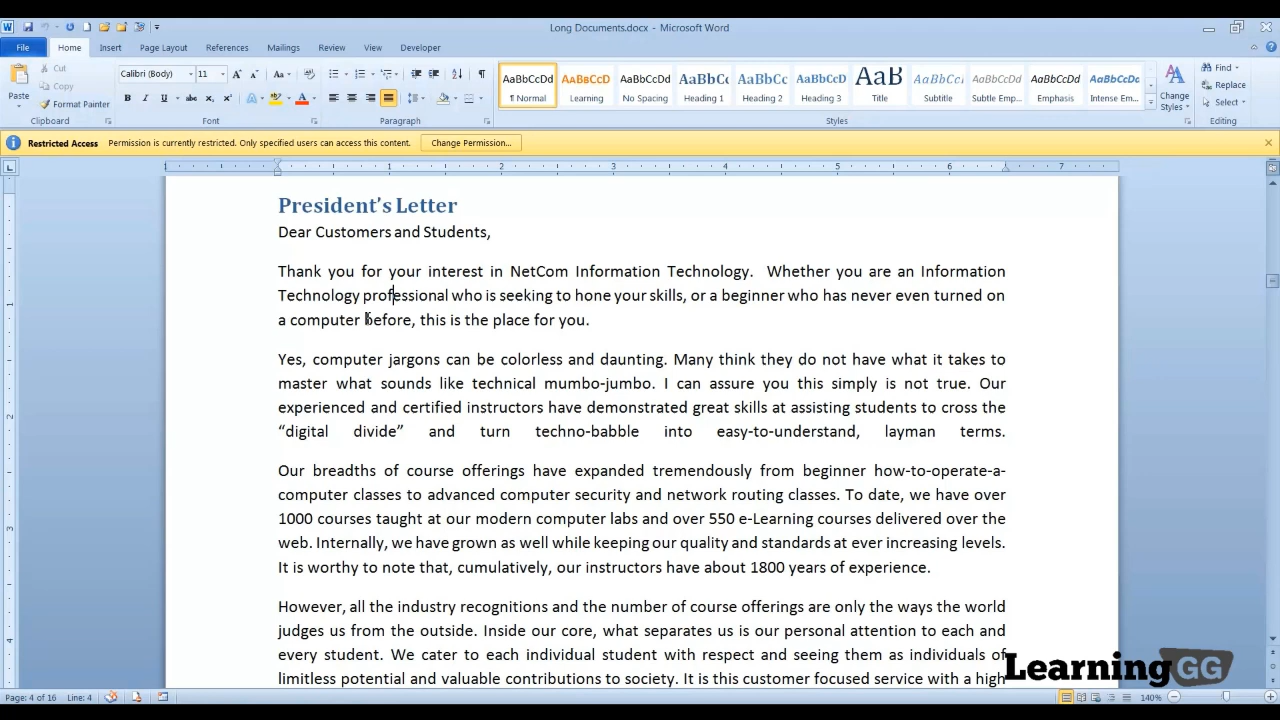 Long Documents.docx - Microsoft Word
File Home Insert Page Layout References Mailings Review View Developer
Paste
Cut
Copy
Format Painter
Calibri (Body) 11
AaBbCcDd AaBbCcD AaBbCcDd AaBbCc AaBbCc AaBbCcD AaB AaBbCcL AaBbCcDd AaBbCcDd AaBbCcDc
¶ Normal Learning No Spacing Heading 1 Heading 2 Heading 3 Title Subtitle Subtle Emp... Emphasis Intense Em...
Change Styles
Find
Replace
Select
Clipboard Font Paragraph Styles Editing
Restricted Access Permission is currently restricted. Only specified users can access this content. Change Permission...
1 2 3 4 5 6 7
President's Letter
Dear Customers and Students,
Thank you for your interest in NetCom Information Technology. Whether you are an Information
Technology professional who is seeking to hone your skills, or a beginner who has never even turned on
a computer before, this is the place for you.
Yes, computer jargons can be colorless and daunting. Many think they do not have what it takes to
master what sounds like technical mumbo-jumbo. I can assure you this simply is not true. Our
experienced and certified instructors have demonstrated great skills at assisting students to cross the
“digital divide” and turn techno-babble into easy-to-understand, layman terms.
Our breadths of course offerings have expanded tremendously from beginner how-to-operate-a-
computer classes to advanced computer security and network routing classes. To date, we have over
1000 courses taught at our modern computer labs and over 550 e-Learning courses delivered over the
web. Internally, we have grown as well while keeping our quality and standards at ever increasing levels.
It is worthy to note that, cumulatively, our instructors have about 1800 years of experience.
However, all the industry recognitions and the number of course offerings are only the ways the world
judges us from the outside. Inside our core, what separates us is our personal attention to each and
every student. We cater to each individual student with respect and seeing them as individuals of
limitless potential and valuable contributions to society. It is this customer focused service with a high
LearningGG
Page: 4 of 16 Line: 4 140%